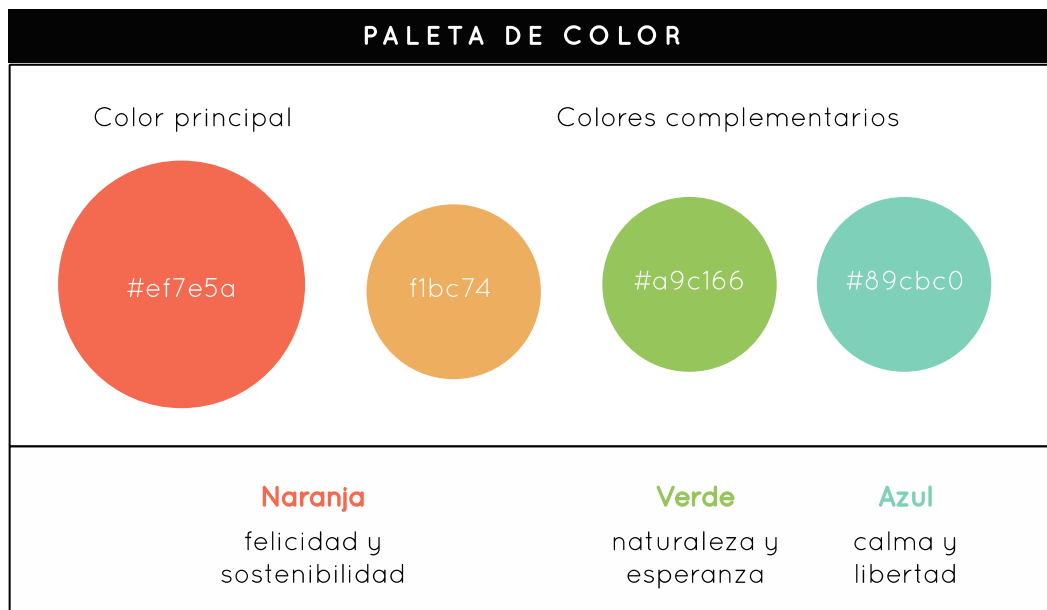 PALETA DE COLOR
Color principal
Colores complementarios
#ef7e5a
f1bc74
#a9c166
#89cbc0
Naranja
felicidad y
sostenibilidad
Verde
naturaleza y
esperanza
Azul
calma y
libertad